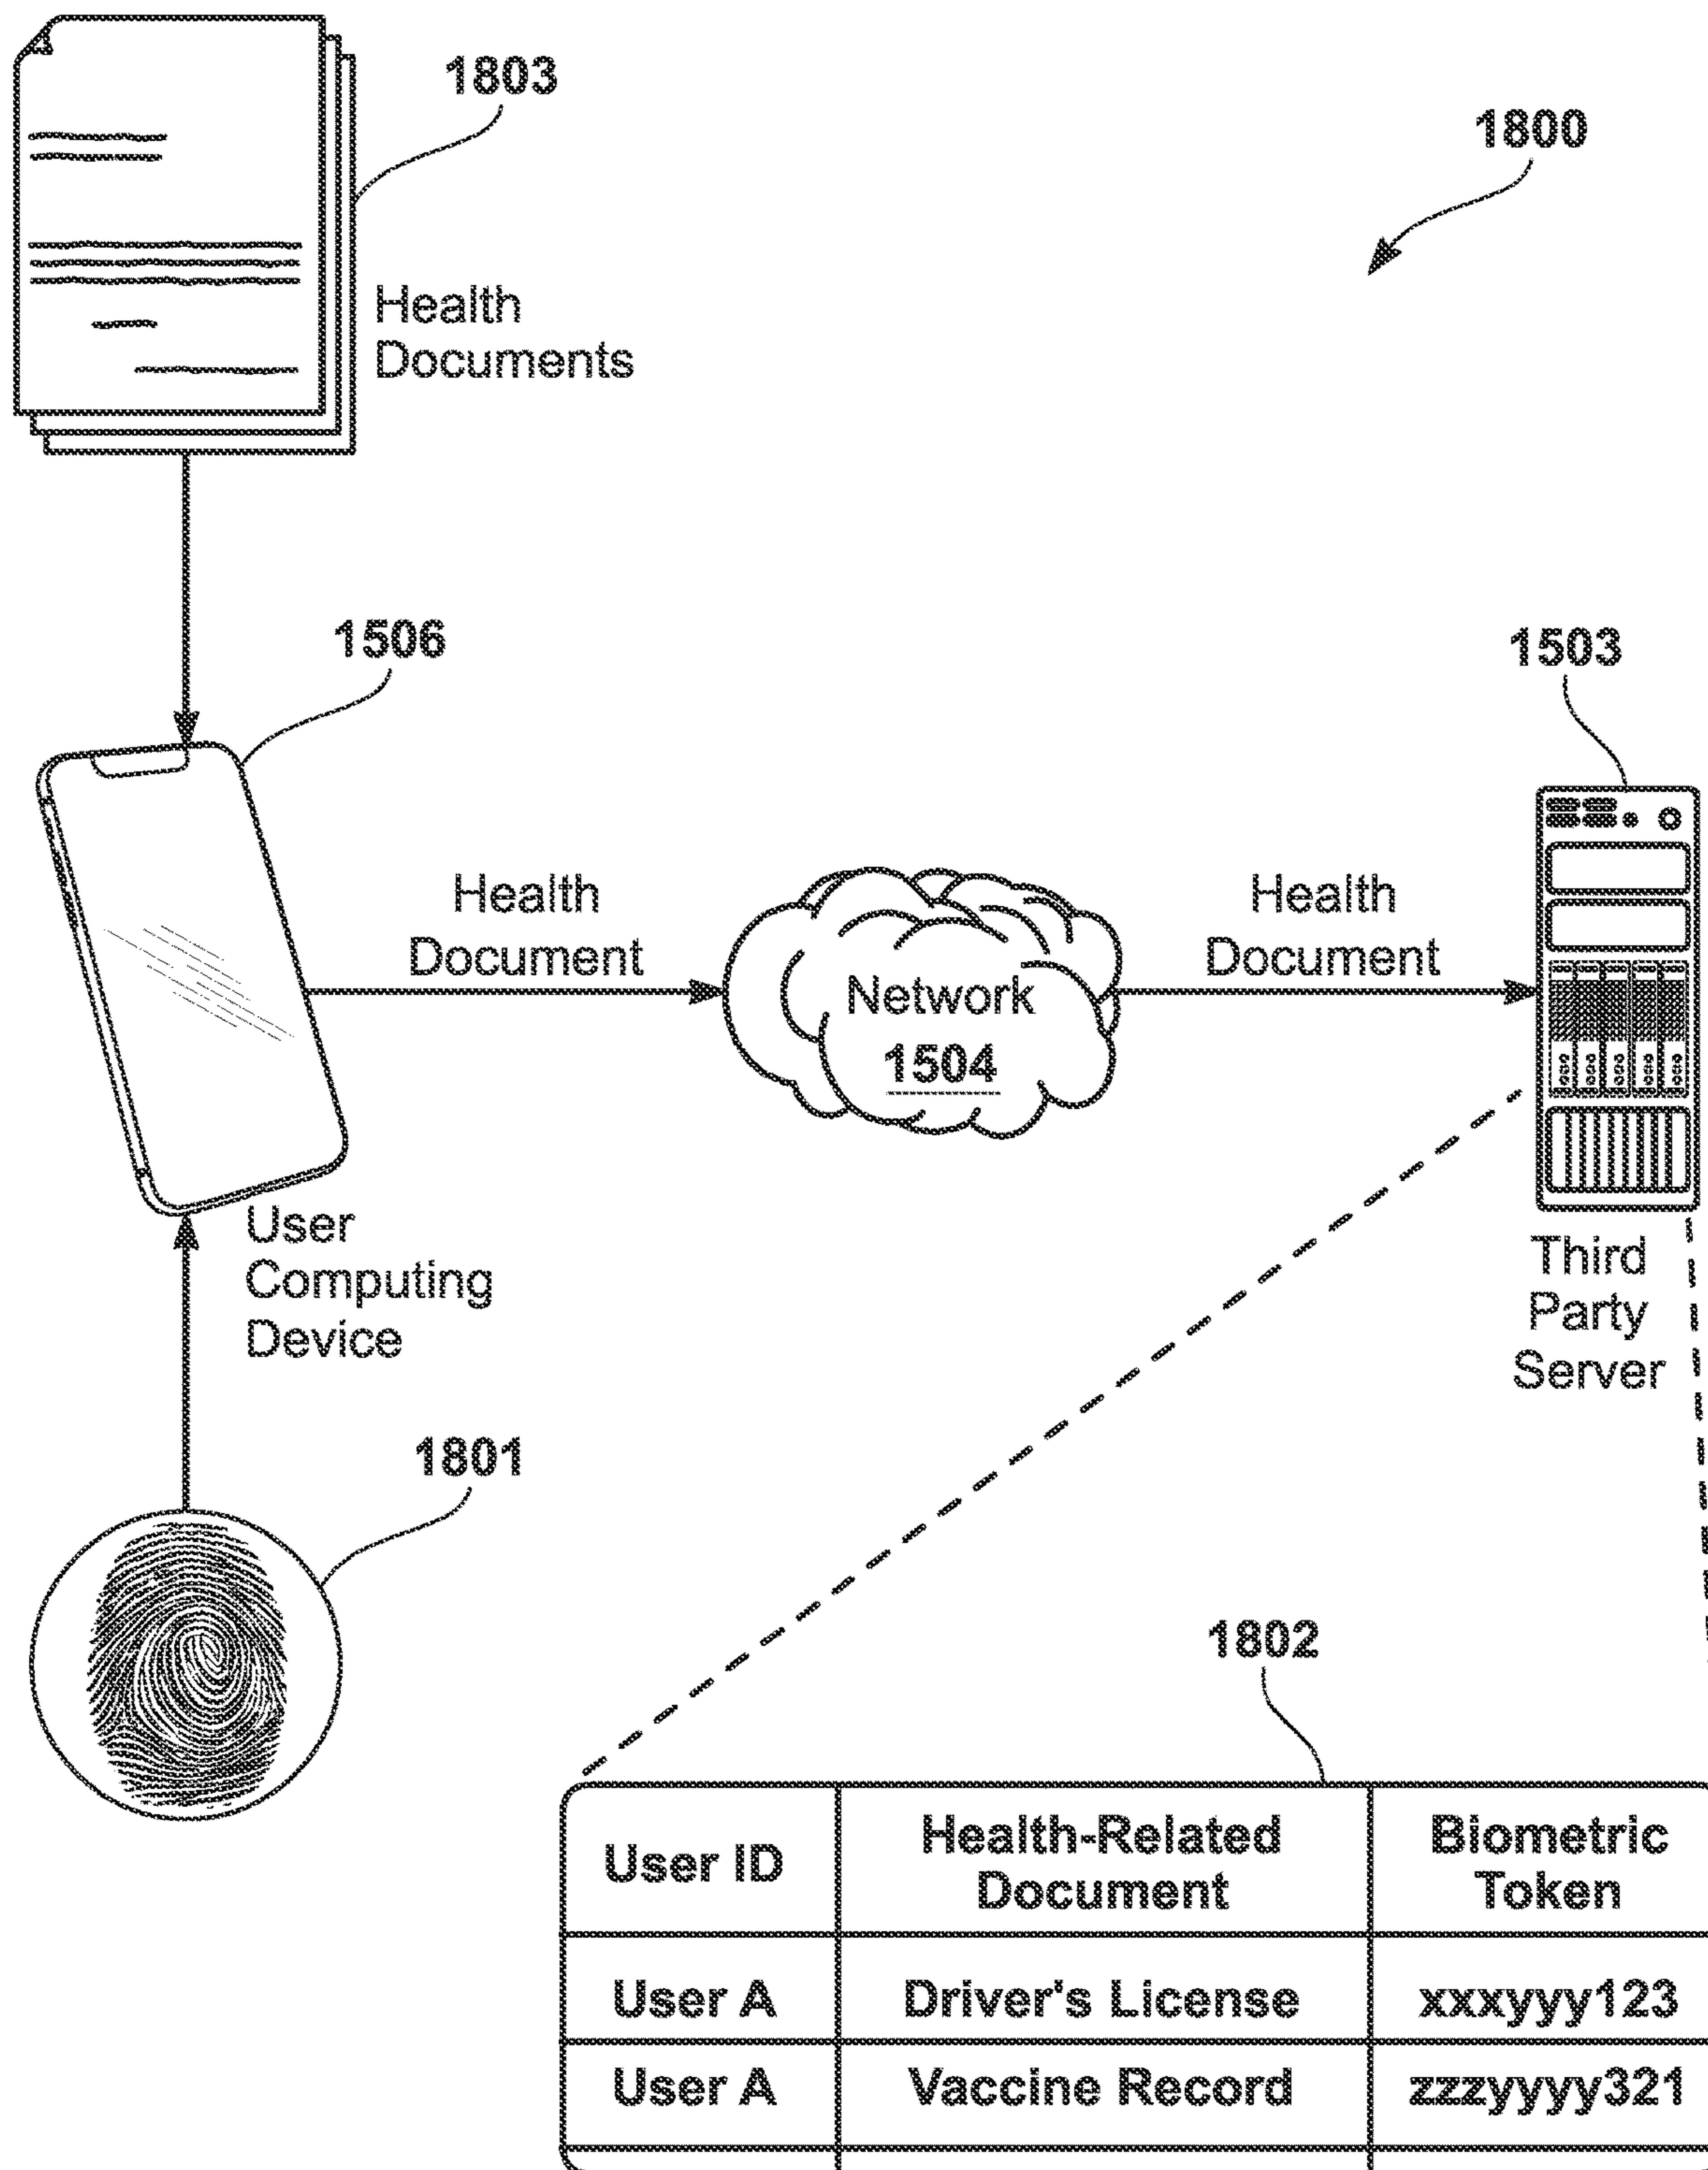 1803
1800
Health
Documents
1506
1503
Health
Document
Health
Document
Network
1504
User
Computing
Device
Third
Party
Server
1801
1802
User ID
Health-Related
Document
Biometric
Token
User A
Driver's License
xxxyyy123
User A
Vaccine Record
zzzyyyy321